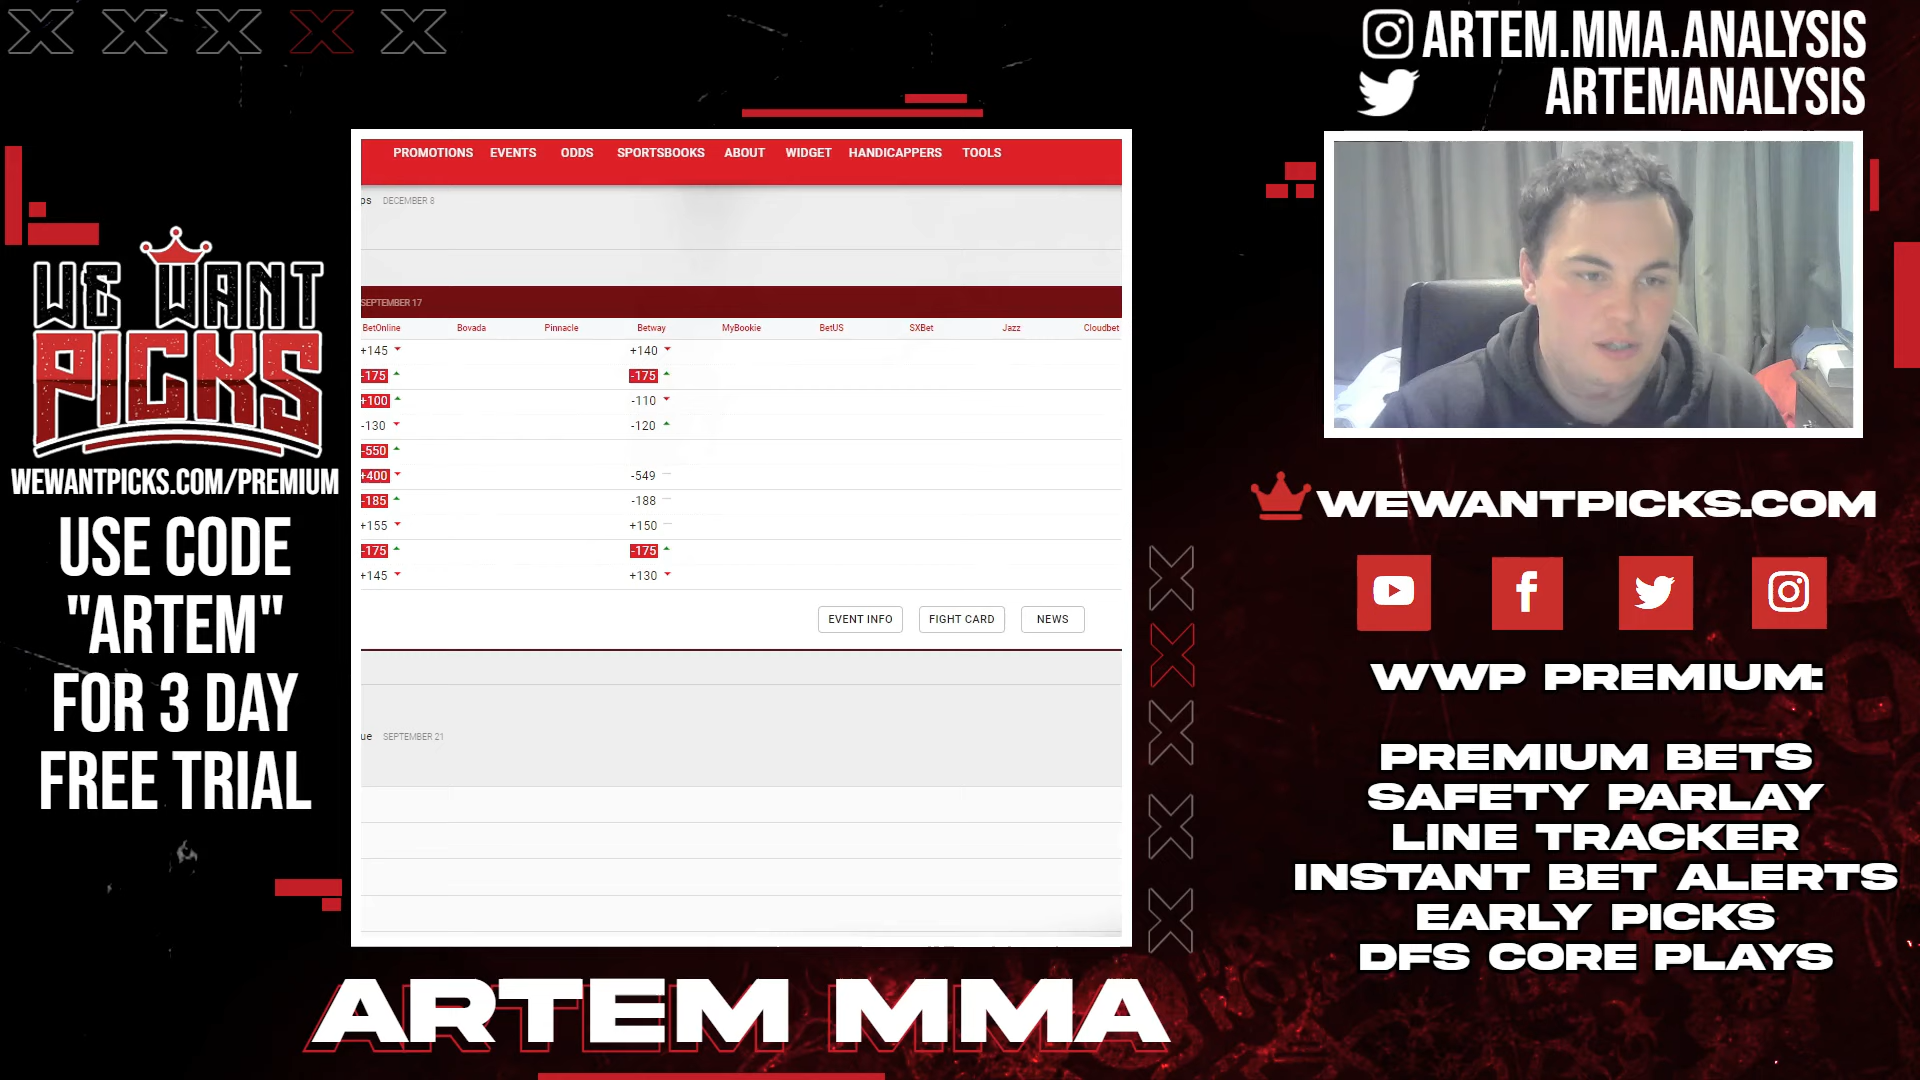 ARTEM.MMA.ANALYSIS
ARTEMANALYSIS
WE WANT
PICKS
WEWANTPICKS.COM/PREMIUM
USE CODE
"ARTEM"
FOR 3 DAY
FREE TRIAL
PROMOTIONS EVENTS ODDS SPORTSBOOKS ABOUT WIDGET HANDICAPPERS TOOLS
ps DECEMBER 8
SEPTEMBER 17
BetOnline Bovada Pinnacle Betway MyBookie BetUS SXBet Jazz Cloudbet
+145 +140
-175 -175
+100 -110
-130 -120
-550
+400 -549
-185 -188
+155 +150
-175 -175
+145 +130
EVENT INFO FIGHT CARD NEWS
ue SEPTEMBER 21
ARTEM MMA
WEWANTPICKS.COM
WWP PREMIUM:
PREMIUM BETS
SAFETY PARLAY
LINE TRACKER
INSTANT BET ALERTS
EARLY PICKS
DFS CORE PLAYS